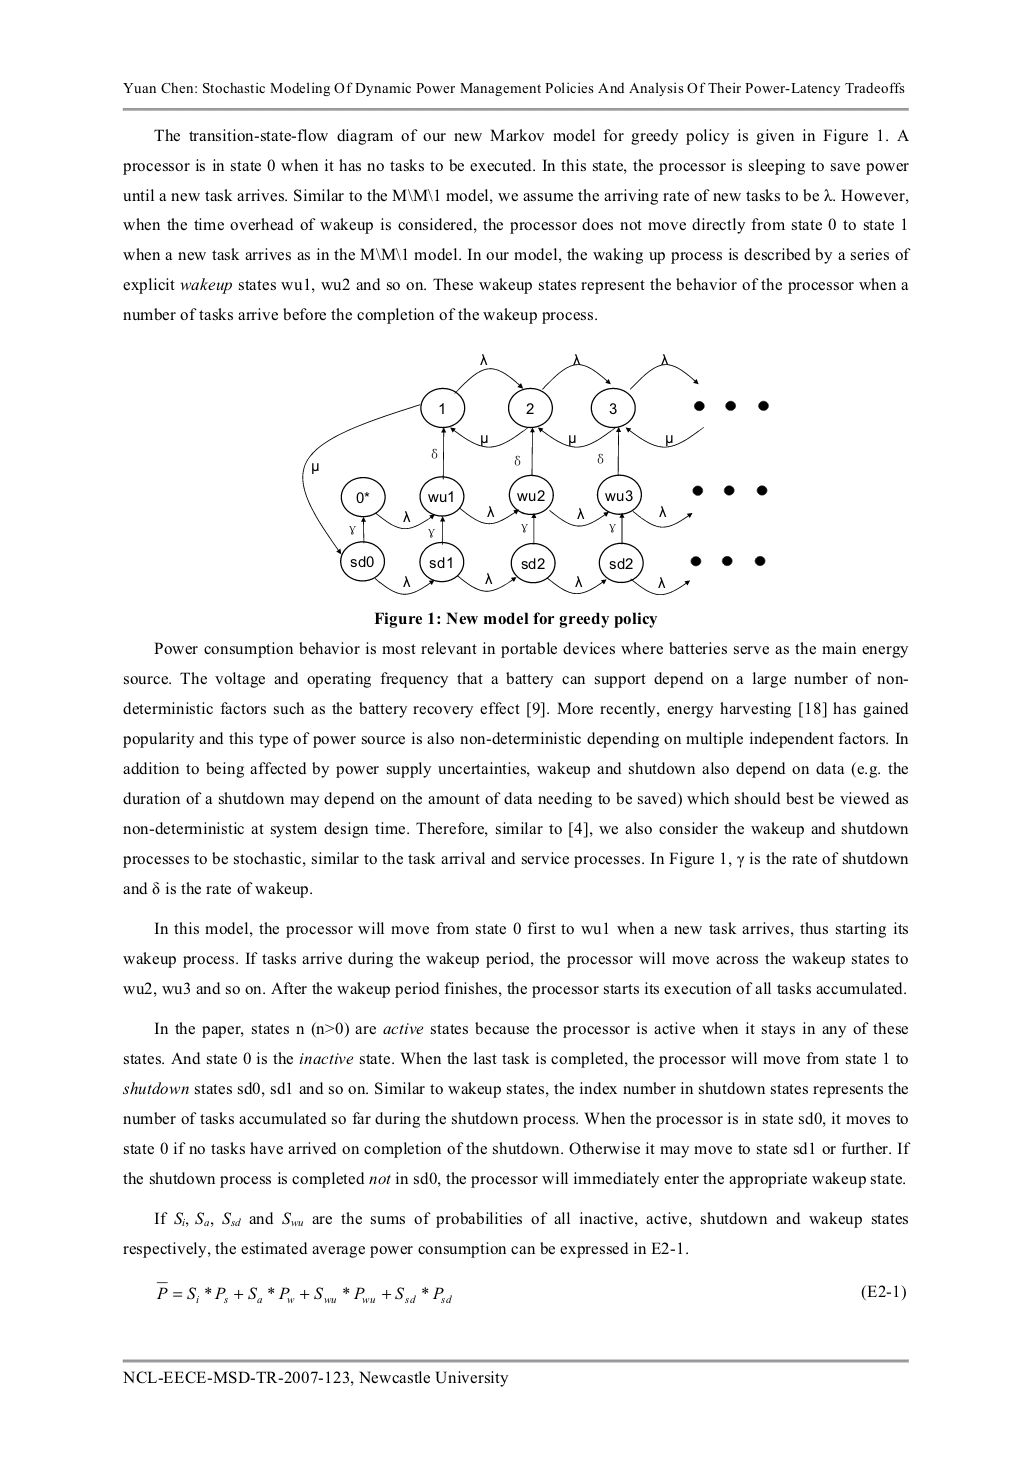 Yuan Chen: Stochastic Modeling Of Dynamic Power Management Policies And Analysis Of Their Power-Latency Tradeoffs
The transition-state-flow diagram of our new Markov model for greedy policy is given in Figure 1. A
processor is in state 0 when it has no tasks to be executed. In this state, the processor is sleeping to save power
until a new task arrives. Similar to the M\M\1 model, we assume the arriving rate of new tasks to be λ. However,
when the time overhead of wakeup is considered, the processor does not move directly from state 0 to state 1
when a new task arrives as in the M\M\1 model. In our model, the waking up process is described by a series of
explicit wakeup states wu1, wu2 and so on. These wakeup states represent the behavior of the processor when a
number of tasks arrive before the completion of the wakeup process.
λ λ λ
1 2 3
μ μ μ
μ δ δ δ
0* wu1 wu2 wu3
λ λ λ λ
γ γ γ γ
sd0 sd1 sd2 sd2
λ λ λ λ
Figure 1: New model for greedy policy
Power consumption behavior is most relevant in portable devices where batteries serve as the main energy
source. The voltage and operating frequency that a battery can support depend on a large number of non-
deterministic factors such as the battery recovery effect [9]. More recently, energy harvesting [18] has gained
popularity and this type of power source is also non-deterministic depending on multiple independent factors. In
addition to being affected by power supply uncertainties, wakeup and shutdown also depend on data (e.g. the
duration of a shutdown may depend on the amount of data needing to be saved) which should best be viewed as
non-deterministic at system design time. Therefore, similar to [4], we also consider the wakeup and shutdown
processes to be stochastic, similar to the task arrival and service processes. In Figure 1, γ is the rate of shutdown
and δ is the rate of wakeup.
In this model, the processor will move from state 0 first to wu1 when a new task arrives, thus starting its
wakeup process. If tasks arrive during the wakeup period, the processor will move across the wakeup states to
wu2, wu3 and so on. After the wakeup period finishes, the processor starts its execution of all tasks accumulated.
In the paper, states n (n>0) are active states because the processor is active when it stays in any of these
states. And state 0 is the inactive state. When the last task is completed, the processor will move from state 1 to
shutdown states sd0, sd1 and so on. Similar to wakeup states, the index number in shutdown states represents the
number of tasks accumulated so far during the shutdown process. When the processor is in state sd0, it moves to
state 0 if no tasks have arrived on completion of the shutdown. Otherwise it may move to state sd1 or further. If
the shutdown process is completed not in sd0, the processor will immediately enter the appropriate wakeup state.
If Si, Sa, Ssd and Swu are the sums of probabilities of all inactive, active, shutdown and wakeup states
respectively, the estimated average power consumption can be expressed in E2-1.
P̅ = Si * Ps + Sa * Pw + Swu * Pwu + Ssd * Psd (E2-1)
NCL-EECE-MSD-TR-2007-123, Newcastle University